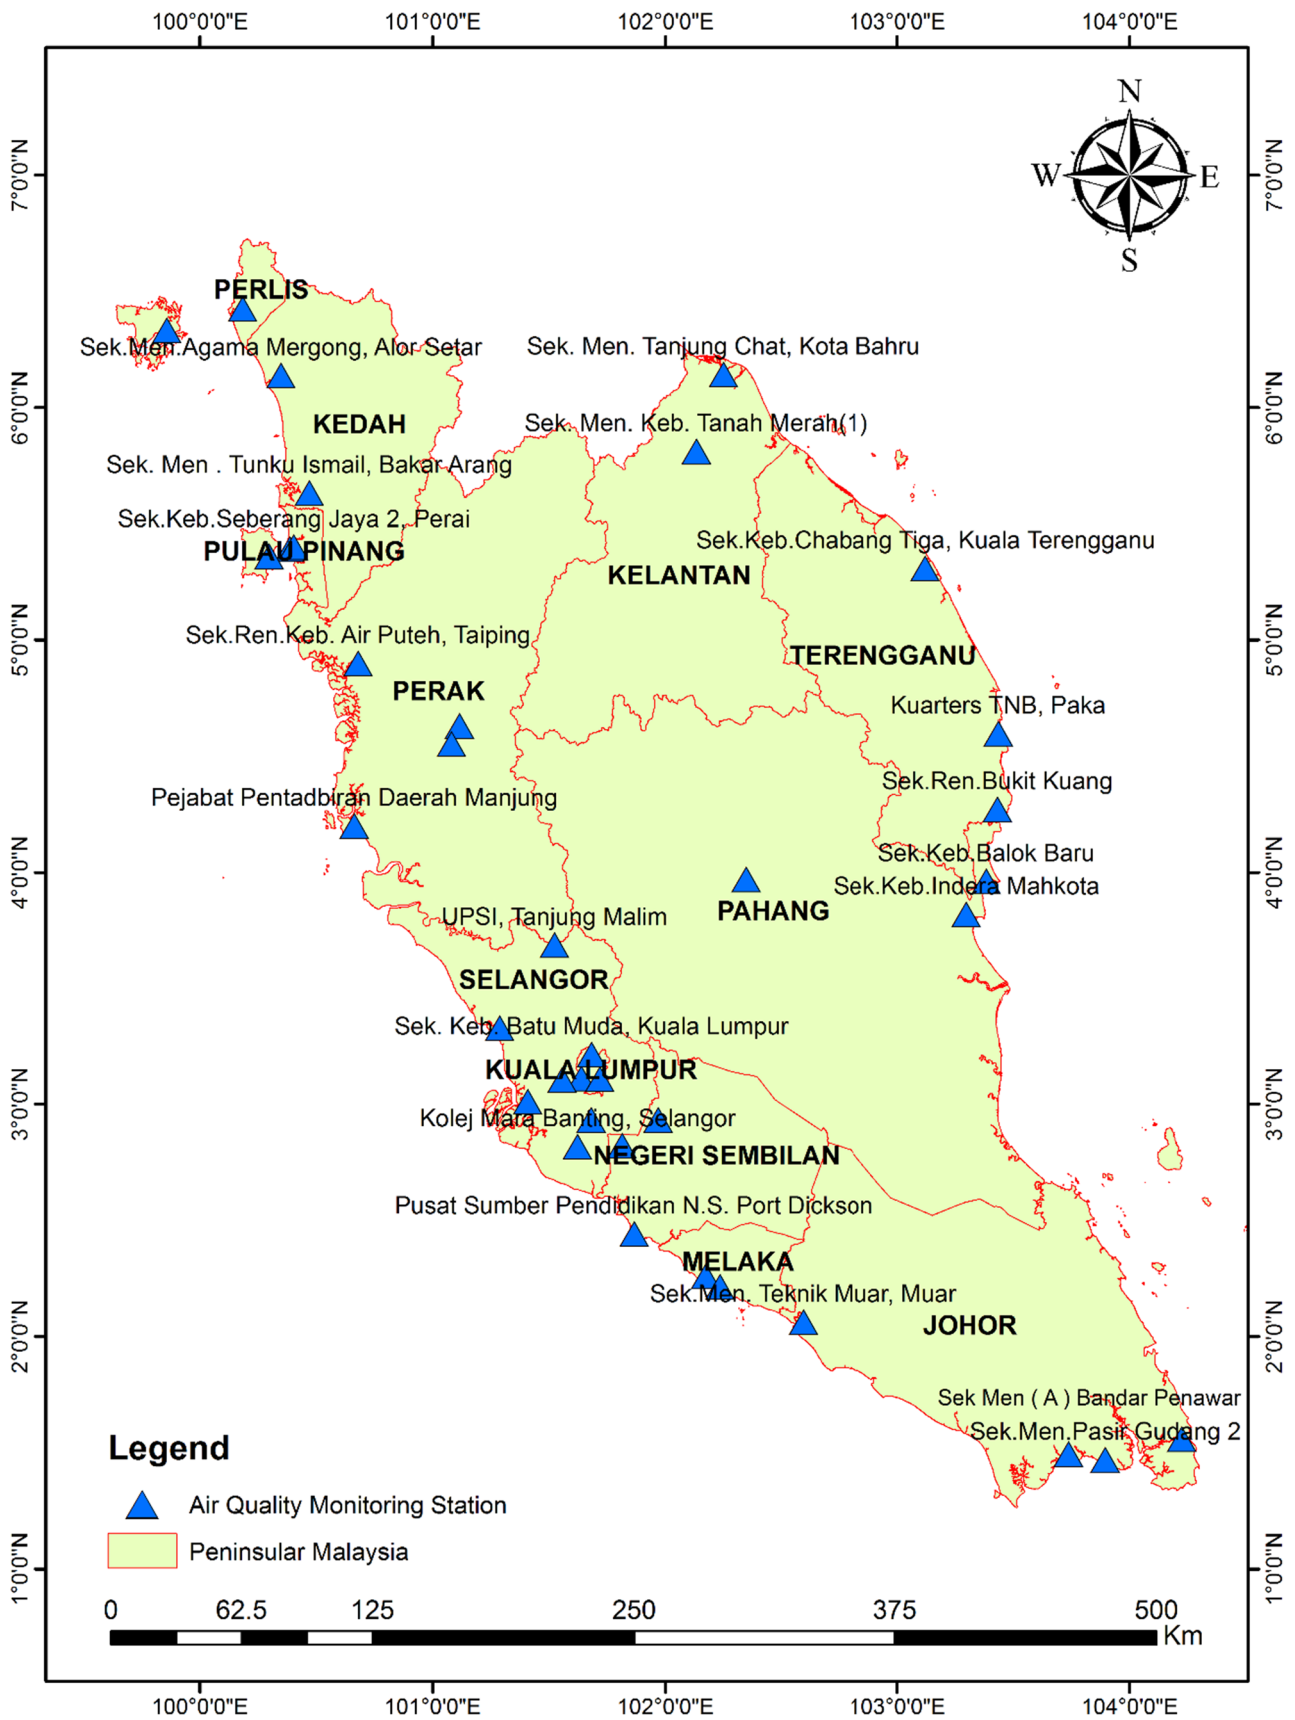 100°0'0"E 101°0'0"E 102°0'0"E 103°0'0"E 104°0'0"E
N
W E
S
7°0'0"N 7°0'0"N
PERLIS
Sek.Men.Agama Mergong, Alor Setar
Sek. Men. Tanjung Chat, Kota Bahru
6°0'0"N 6°0'0"N
KEDAH
Sek. Men. Keb. Tanah Merah(1)
Sek. Men . Tunku Ismail, Bakar Arang
Sek.Keb.Seberang Jaya 2, Perai
PULAU PINANG
Sek.Keb.Chabang Tiga, Kuala Terengganu
KELANTAN
5°0'0"N 5°0'0"N
Sek.Ren.Keb. Air Puteh, Taiping
TERENGGANU
PERAK
Kuarters TNB, Paka
Sek.Ren.Bukit Kuang
Pejabat Pentadbiran Daerah Manjung
Sek.Keb.Balok Baru
4°0'0"N 4°0'0"N
Sek.Keb.Indera Mahkota
PAHANG
UPSI, Tanjung Malim
SELANGOR
Sek. Keb. Batu Muda, Kuala Lumpur
KUALA LUMPUR
3°0'0"N 3°0'0"N
Kolej Mara Banting, Selangor
NEGERI SEMBILAN
Pusat Sumber Pendidikan N.S. Port Dickson
MELAKA
Sek.Men. Teknik Muar, Muar
JOHOR
2°0'0"N 2°0'0"N
Sek Men ( A ) Bandar Penawar
Sek.Men.Pasir Gudang 2
Legend
Air Quality Monitoring Station
Peninsular Malaysia
1°0'0"N 1°0'0"N
0 62.5 125 250 375 500
Km
100°0'0"E 101°0'0"E 102°0'0"E 103°0'0"E 104°0'0"E